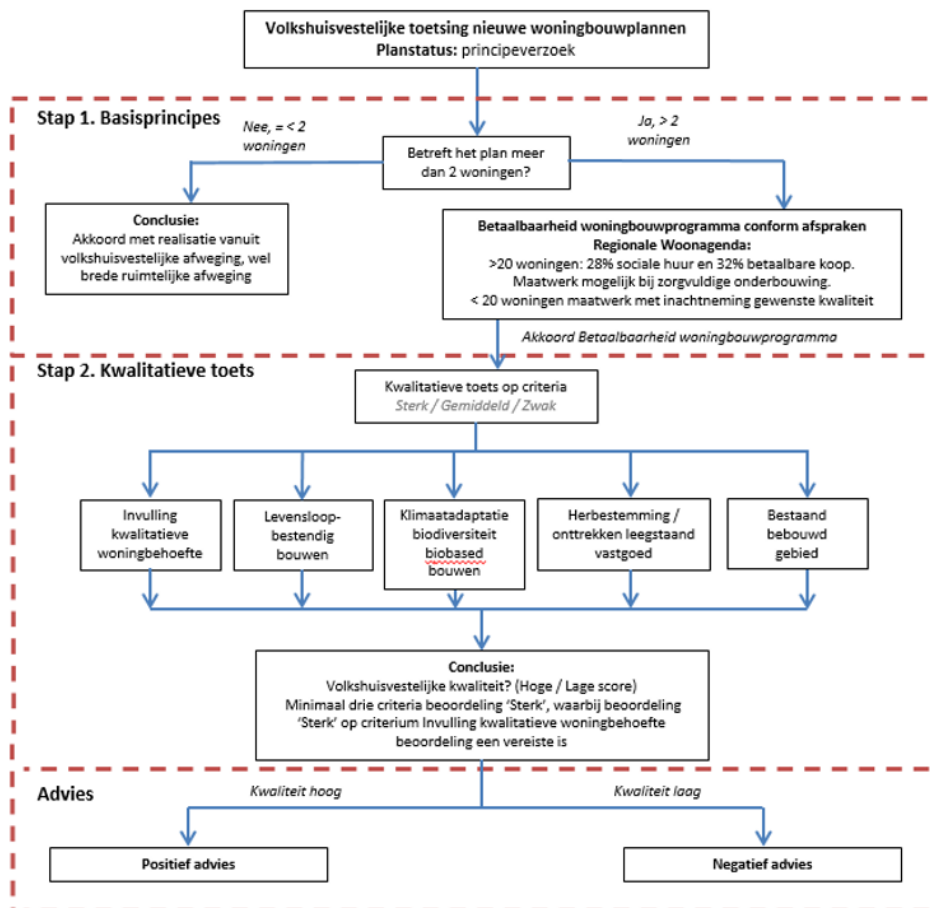 Volkshuisvestelijke toetsing nieuwe woningbouwplannen
Planstatus: principeverzoek
Stap 1. Basisprincipes
Nee, = < 2
woningen
Ja, > 2
woningen
Betreft het plan meer
dan 2 woningen?
Conclusie:
Akkoord met realisatie vanuit
volkshuisvestelijke afweging, wel
brede ruimtelijke afweging
Betaalbaarheid woningbouwprogramma conform afspraken
Regionale Woonagenda:
>20 woningen: 28% sociale huur en 32% betaalbare koop.
Maatwerk mogelijk bij zorgvuldige onderbouwing.
< 20 woningen maatwerk met inachtneming gewenste kwaliteit
Akkoord Betaalbaarheid woningbouwprogramma
Stap 2. Kwalitatieve toets
Kwalitatieve toets op criteria
Sterk / Gemiddeld / Zwak
Invulling
kwalitatieve
woningbehoefte
Levensloop-
bestendig
bouwen
Klimaatadaptatie
biodiversiteit
biobased
bouwen
Herbestemming /
onttrekken leegstaand
vastgoed
Bestaand
bebouwd
gebied
Conclusie:
Volkshuisvestelijke kwaliteit? (Hoge / Lage score)
Minimaal drie criteria beoordeling ‘Sterk’, waarbij beoordeling
‘Sterk’ op criterium Invulling kwalitatieve woningbehoefte
beoordeling een vereiste is
Advies
Kwaliteit hoog
Kwaliteit laag
Positief advies
Negatief advies